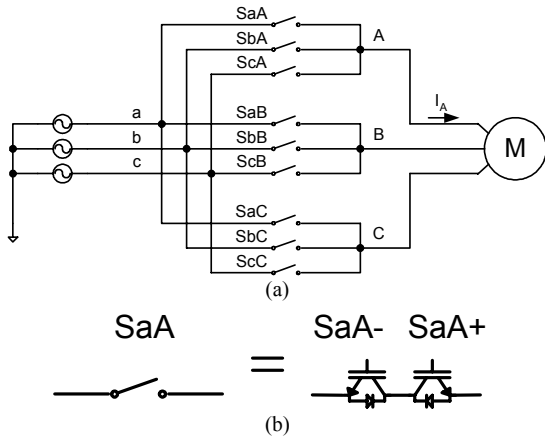 SaA
SbA
ScA
A
I_A
a
b
c
SaB
SbB
ScB
B
M
SaC
SbC
ScC
C
(a)
SaA = SaA- SaA+
(b)